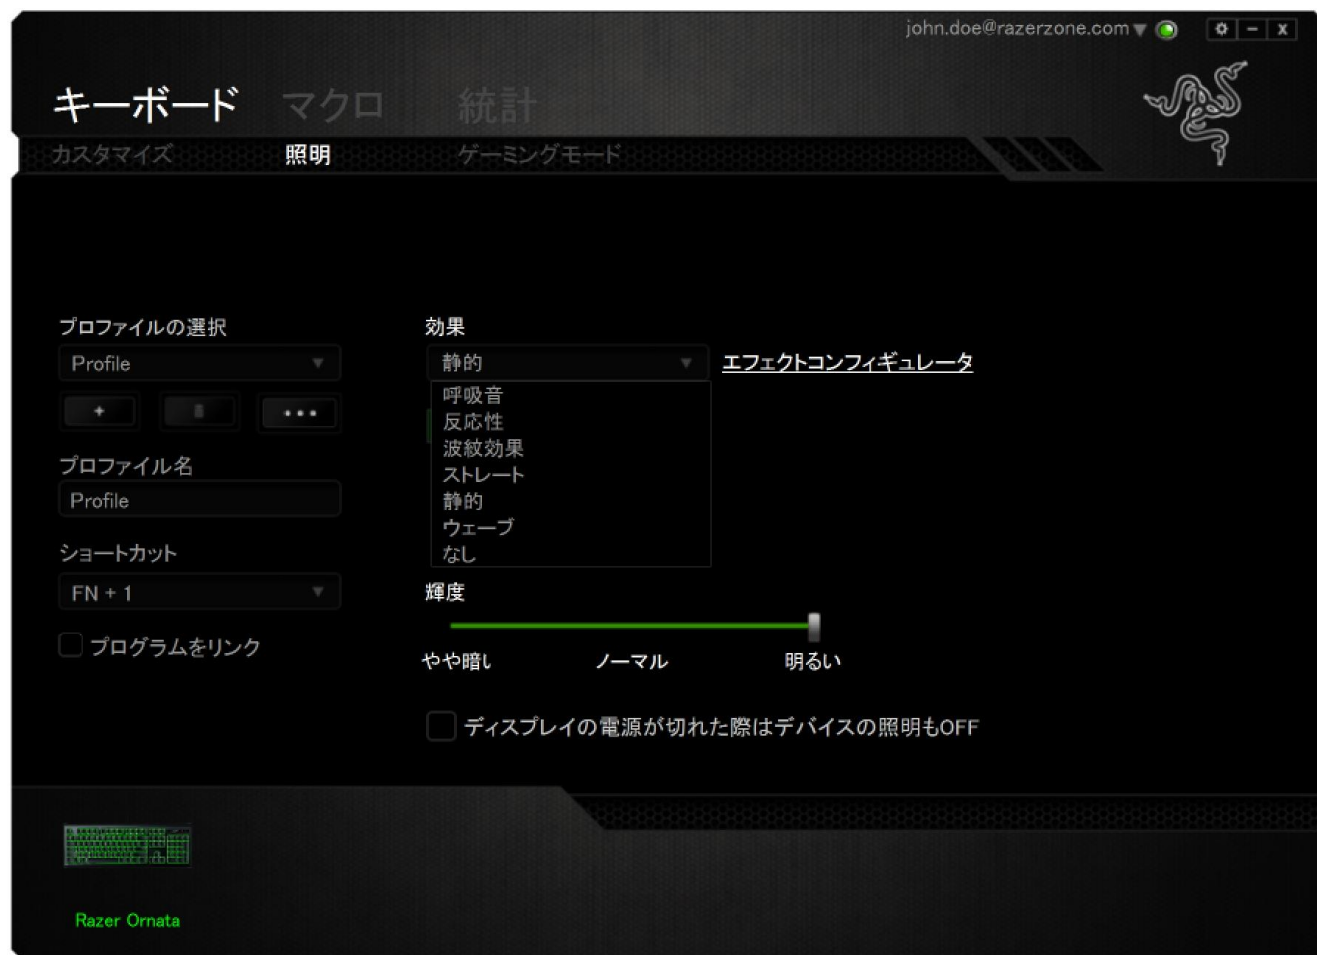 john.doe@razerzone.com
キーボード マクロ 統計
カスタマイズ 照明 ゲーミングモード
プロファイルの選択
Profile
プロファイル名
Profile
ショートカット
FN + 1
プログラムをリンク
効果
静的 エフェクトコンフィギュレータ
呼吸音
反応性
波紋効果
ストレート
静的
ウェーブ
なし
輝度
やや暗い ノーマル 明るい
ディスプレイの電源が切れた際はデバイスの照明もOFF
Razer Ornata